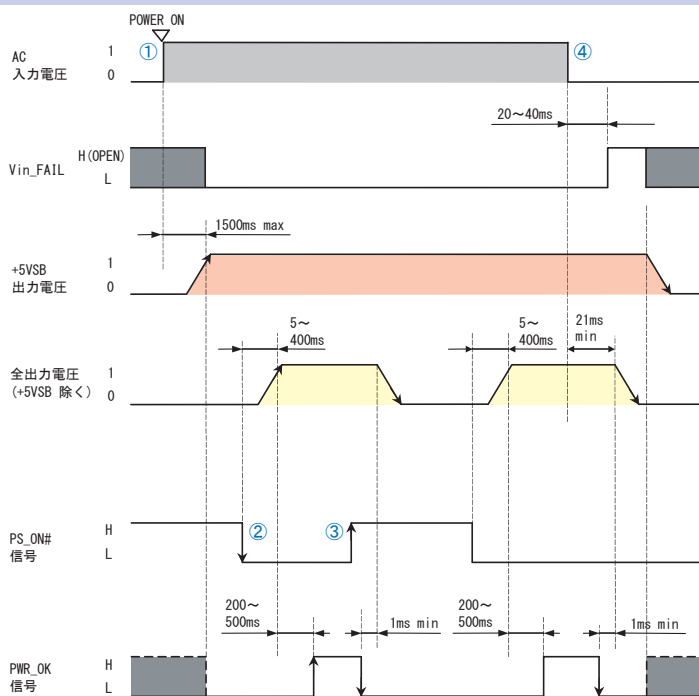 POWER ON
① ④
AC 1
入力電圧 0
20～40ms
Vin_FAIL H(OPEN)
L
1500ms max
+5VSB 1
出力電圧 0
5～
400ms
5～
400ms
21ms
min
全出力電圧 1
(+5VSB 除く) 0
PS_ON# H
信号 L
② ③
200～
500ms
1ms min
200～
500ms
1ms min
PWR_OK H
信号 L